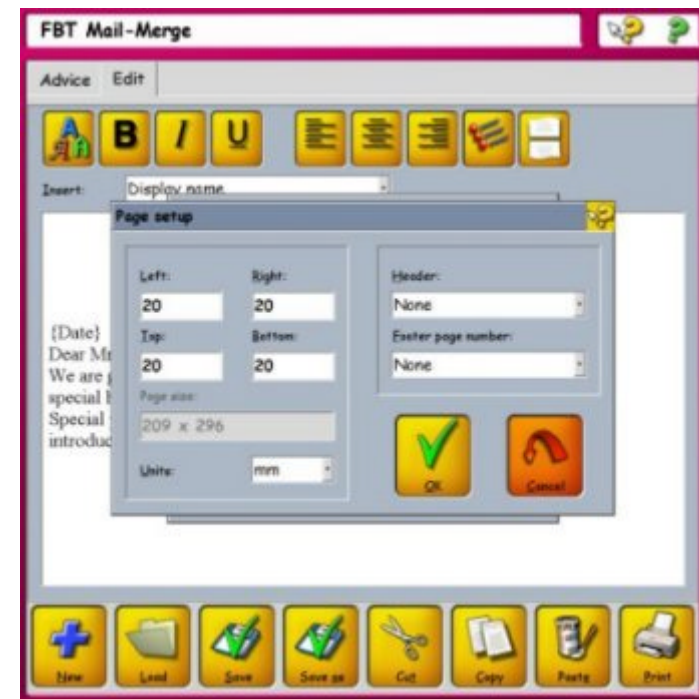 FBT Mail-Merge
Advice Edit
A A A B I U
Insert: Display name
Page setup
Left: Right: Header:
20 20 None
Top: Bottom: Footer page number:
20 20 None
Page size:
209 x 296
Units: mm
OK Cancel
{Date}
Dear
We are
special
Special
introduc
New Load Save Save as Cut Copy Paste Print